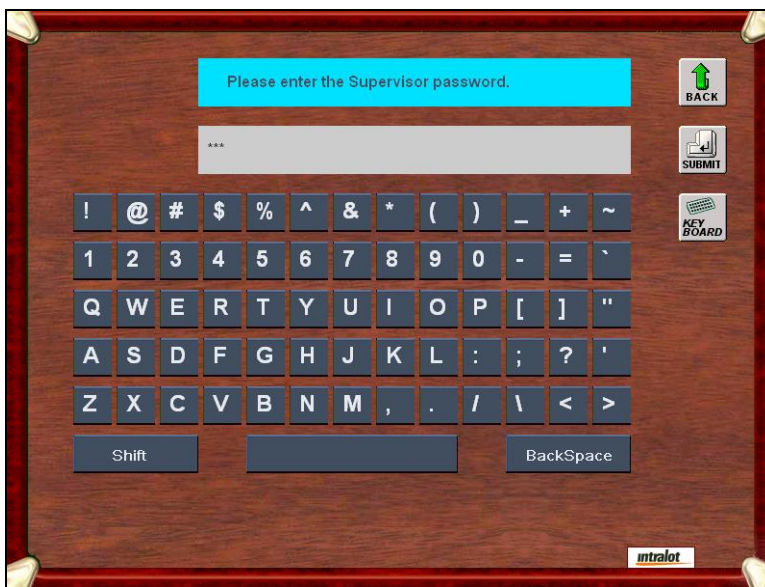 Please enter the Supervisor password.
BACK
***
SUBMIT
! @ # $ % ^ & * ( ) _ + ~
KEY
BOARD
1 2 3 4 5 6 7 8 9 0 - = `
Q W E R T Y U I O P [ ] "
A S D F G H J K L : ; ? '
Z X C V B N M , . / \ < >
Shift BackSpace
intralot